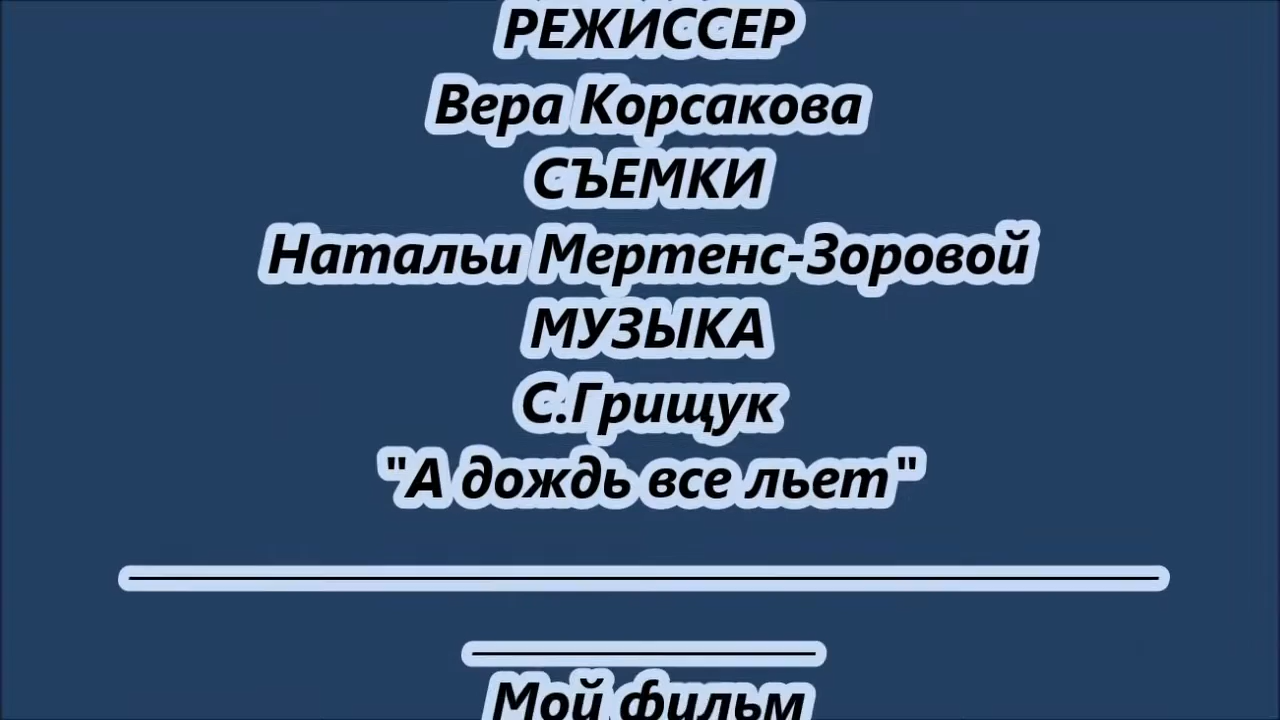 РЕЖИССЕР
Вера Корсакова
СЪЕМКИ
Натальи Мертенс-Зоровой
МУЗЫКА
С.Грищук
"А дождь все льет"
Мой фильм